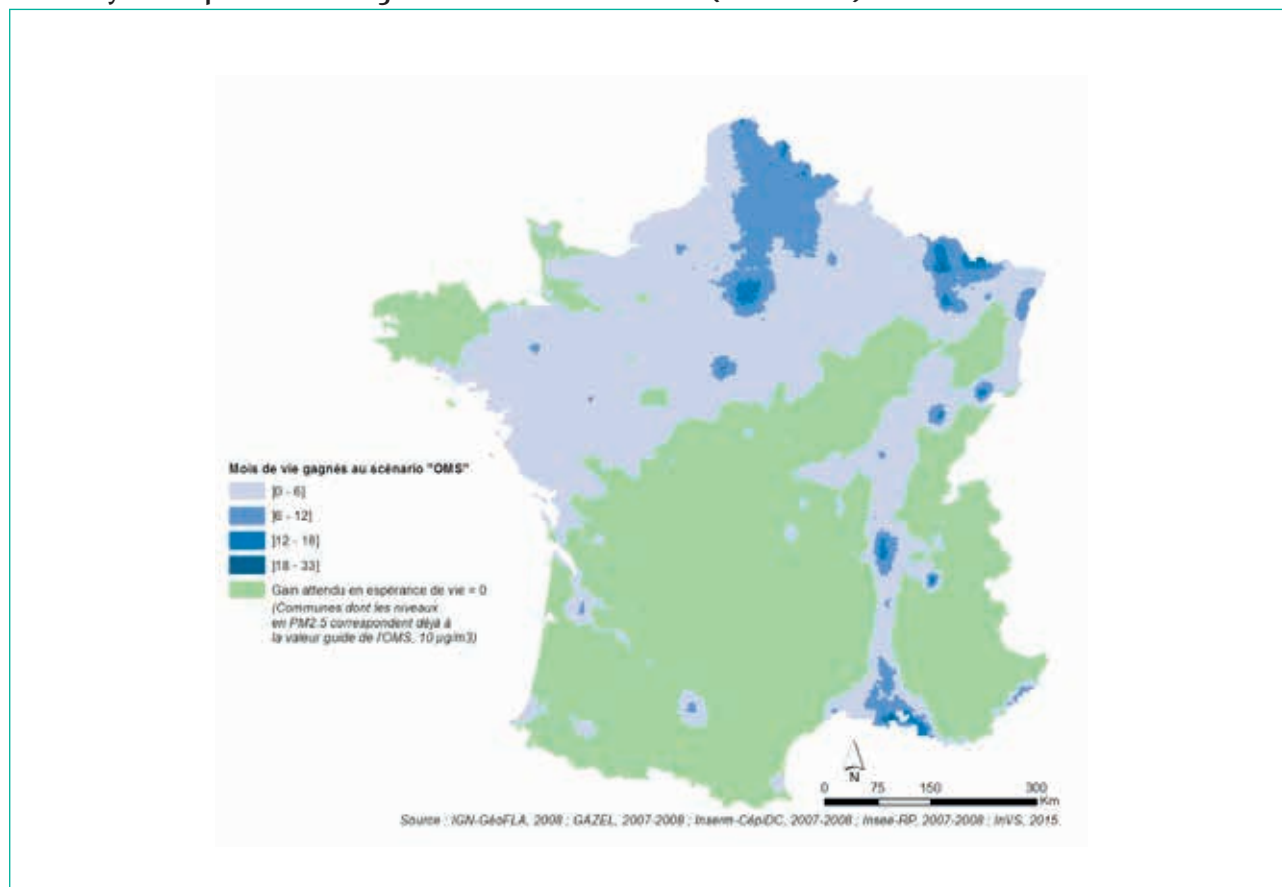 Mois de vie gagnés au scénario "OMS"
]0 - 6]
]6 - 12]
]12 - 18]
]18 - 33]
Gain attendu en espérance de vie = 0
(Communes dont les niveaux
en PM2.5 correspondent déjà à
la valeur guide de l'OMS, 10 µg/m3)
N
0 75 150 300
Km
Source : IGN-GéoFLA, 2008 ; GAZEL, 2007-2008 ; Inserm-CépiDC, 2007-2008 ; Insee-RP, 2007-2008 ; InVS, 2015.